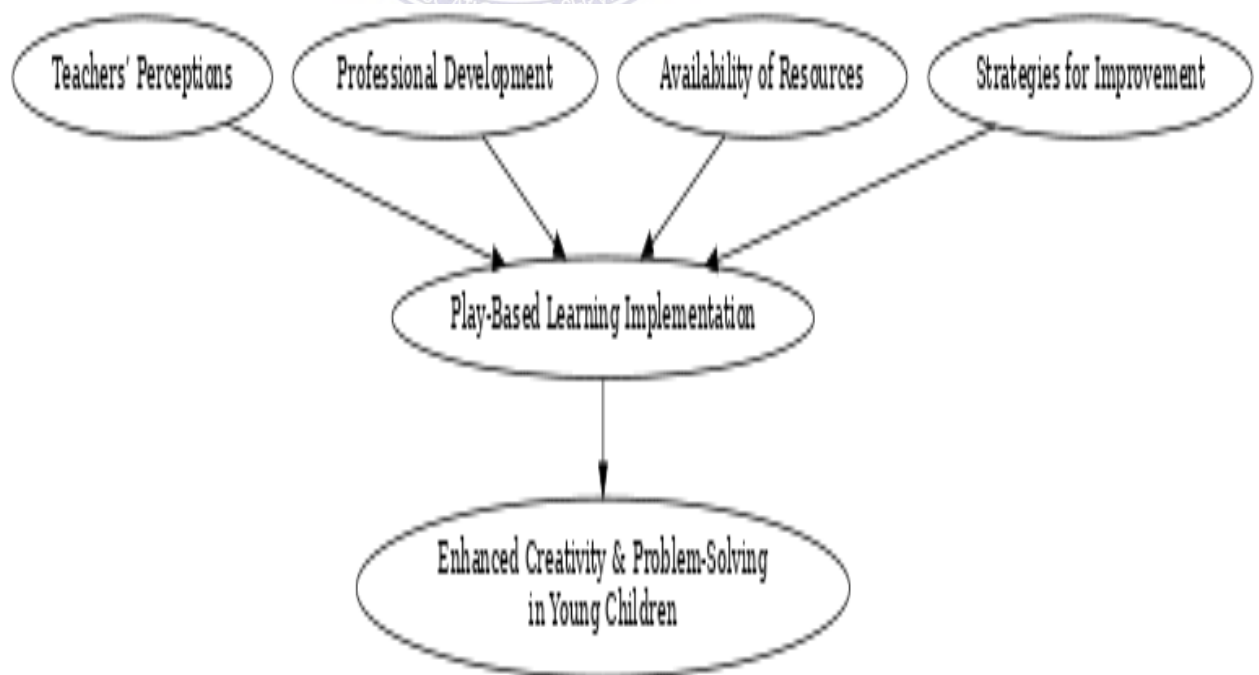 Teachers' Perceptions
Professional Development
Availability of Resources
Strategies for Improvement
Play-Based Learning Implementation
Enhanced Creativity & Problem-Solving
in Young Children